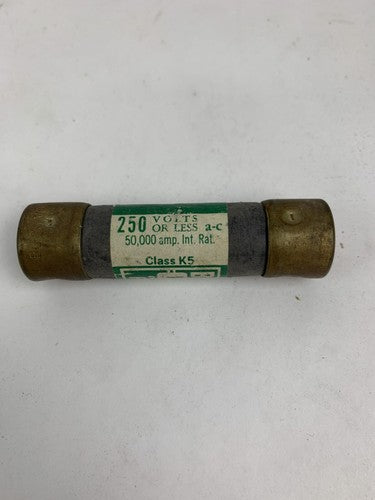 250 VOLTS OR LESS a-c
50,000 amp. Int. Rat.
Class K5